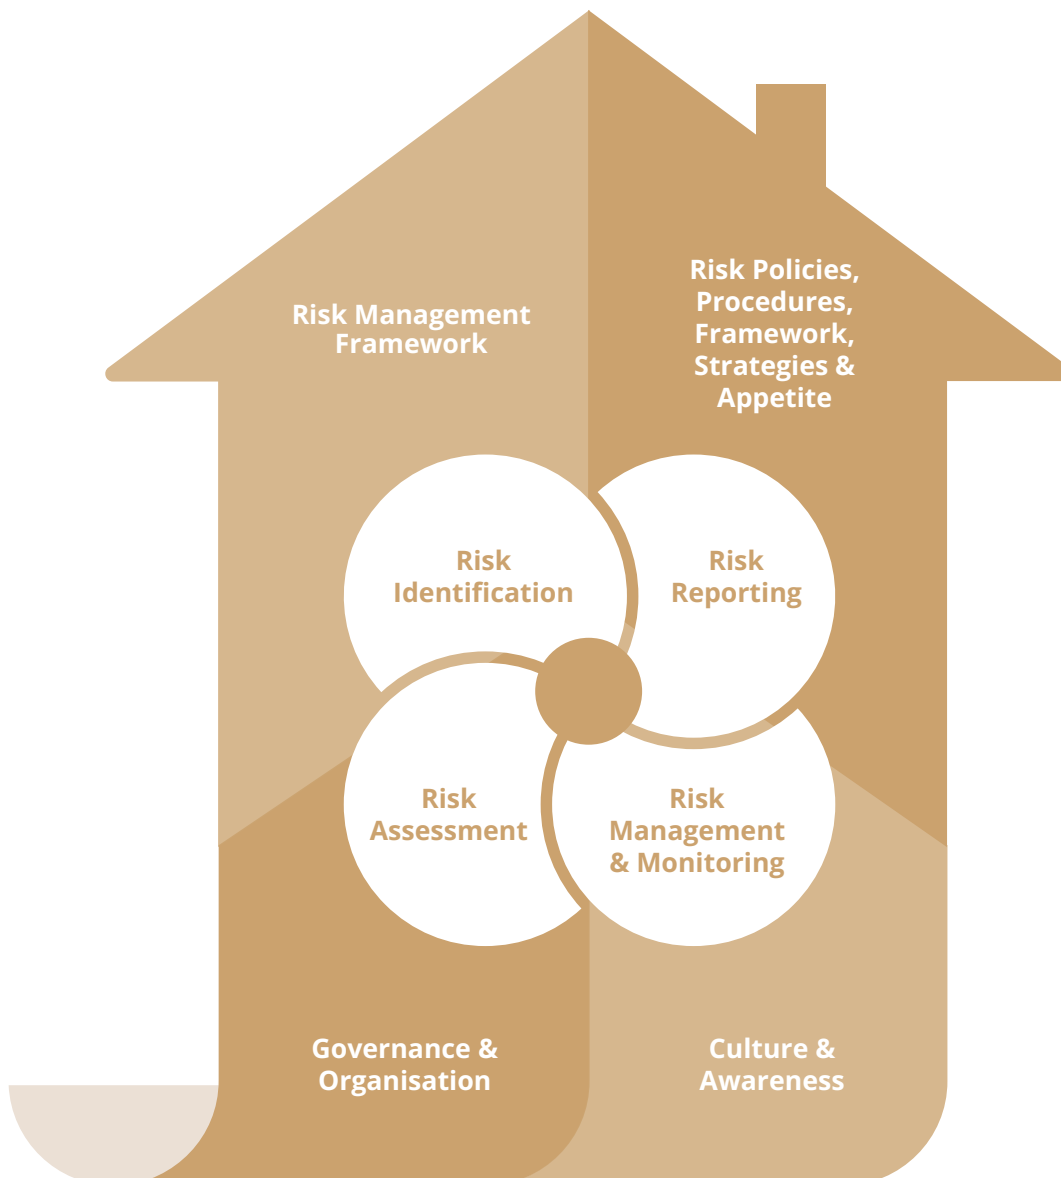 Risk Management
Framework
Risk Policies,
Procedures,
Framework,
Strategies &
Appetite
Risk
Identification
Risk
Reporting
Risk
Assessment
Risk
Management
& Monitoring
Governance &
Organisation
Culture &
Awareness